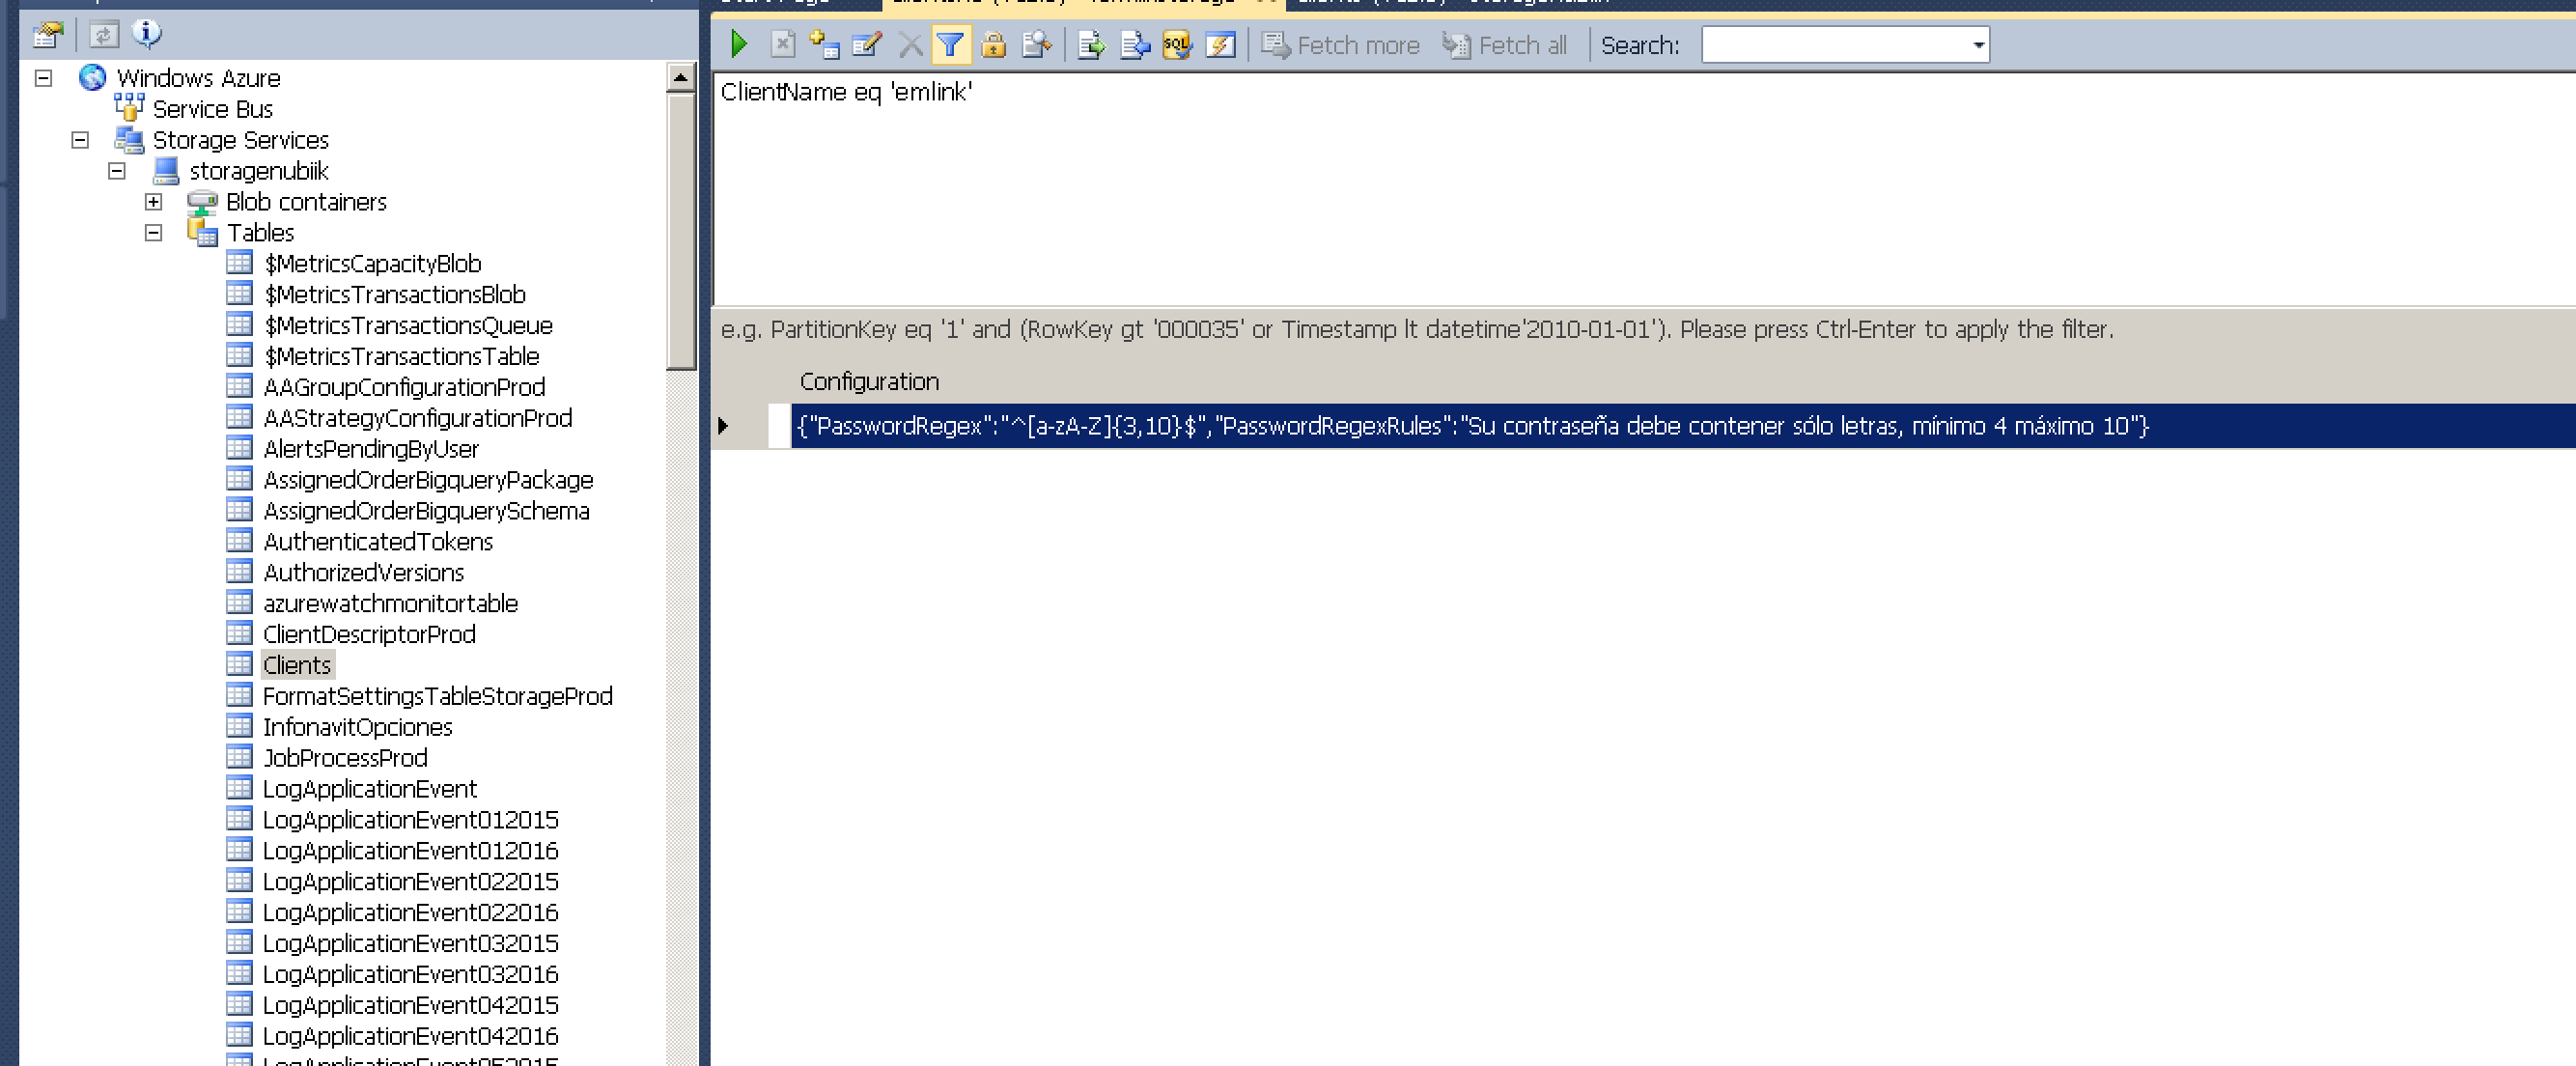 Windows Azure
Service Bus
Storage Services
storagenubiik
Blob containers
Tables
$MetricsCapacityBlob
$MetricsTransactionsBlob
$MetricsTransactionsQueue
$MetricsTransactionsTable
AAGroupConfigurationProd
AAStrategyConfigurationProd
AlertsPendingByUser
AssignedOrderBigqueryPackage
AssignedOrderBigquerySchema
AuthenticatedTokens
AuthorizedVersions
azurewatchmonitortable
ClientDescriptorProd
Clients
FormatSettingsTableStorageProd
InfonavitOpciones
JobProcessProd
LogApplicationEvent
LogApplicationEvent012015
LogApplicationEvent012016
LogApplicationEvent022015
LogApplicationEvent022016
LogApplicationEvent032015
LogApplicationEvent032016
LogApplicationEvent042015
LogApplicationEvent042016
LogApplicationEvent052015
SQL Fetch more Fetch all Search:
ClientName eq 'emlink'
e.g. PartitionKey eq '1' and (RowKey gt '000035' or Timestamp lt datetime'2010-01-01'). Please press Ctrl-Enter to apply the filter.
Configuration
{"PasswordRegex":"^[a-zA-Z]{3,10}$","PasswordRegexRules":"Su contraseña debe contener sólo letras, mínimo 4 máximo 10"}